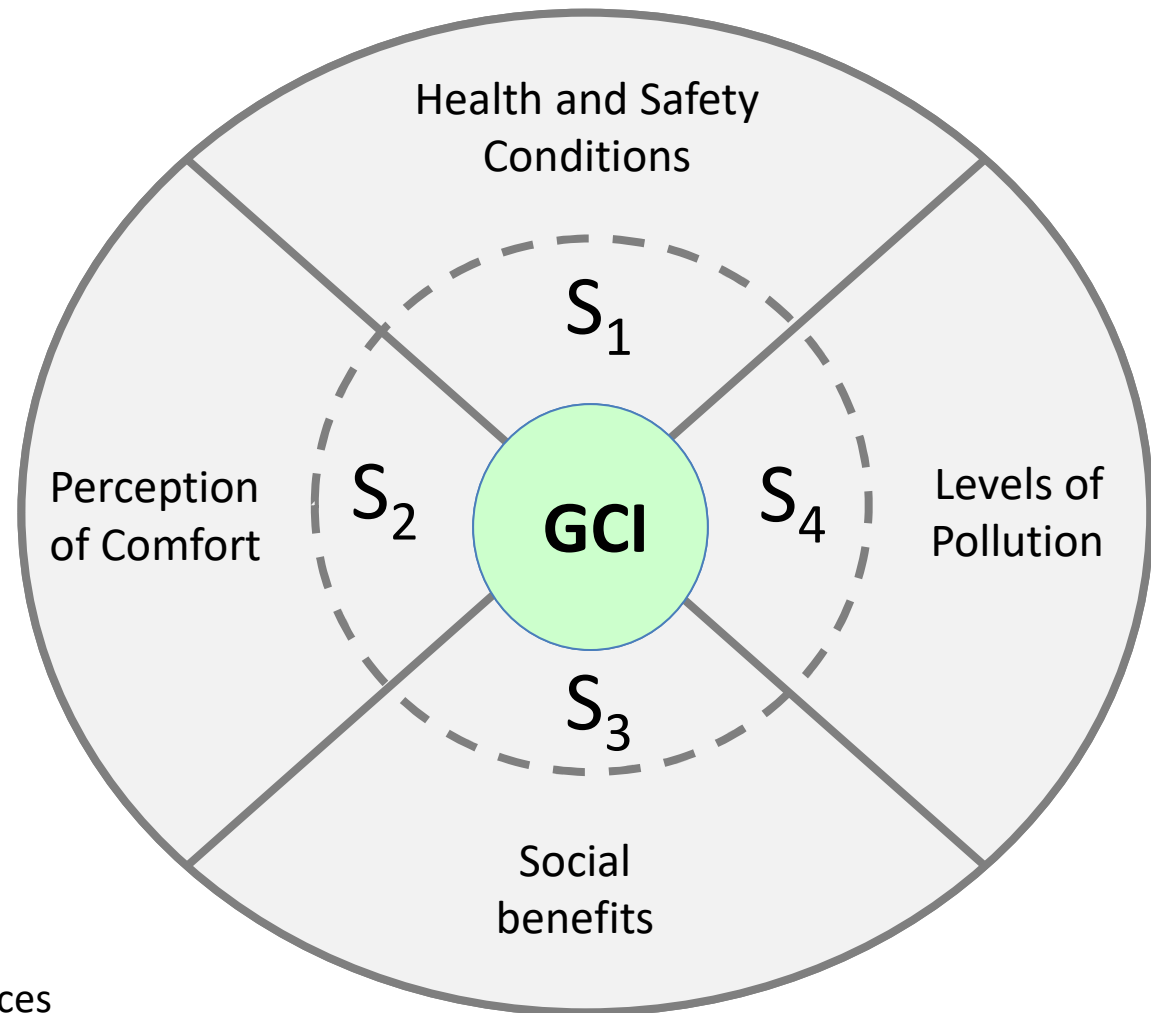 Health and Safety
Conditions
S₁
Perception
of Comfort
S₂
GCI
S₄
Levels of
Pollution
S₃
Social
benefits
ces